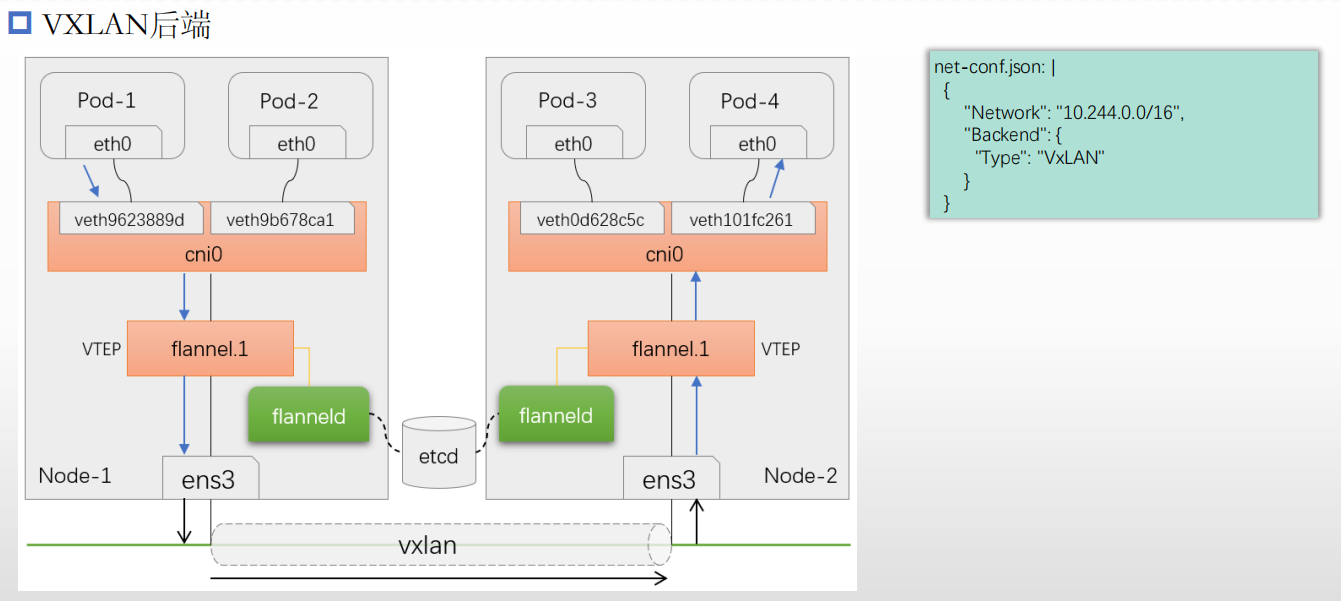 VXLAN后端
Pod-1
Pod-2
Pod-3
Pod-4
eth0
eth0
eth0
eth0
veth9623889d
veth9b678ca1
veth0d628c5c
veth101fc261
cni0
cni0
VTEP
flannel.1
flannel.1
VTEP
flanneld
flanneld
etcd
Node-1
ens3
ens3
Node-2
vxlan
net-conf.json: |
{
"Network": "10.244.0.0/16",
"Backend": {
"Type": "VxLAN"
}
}